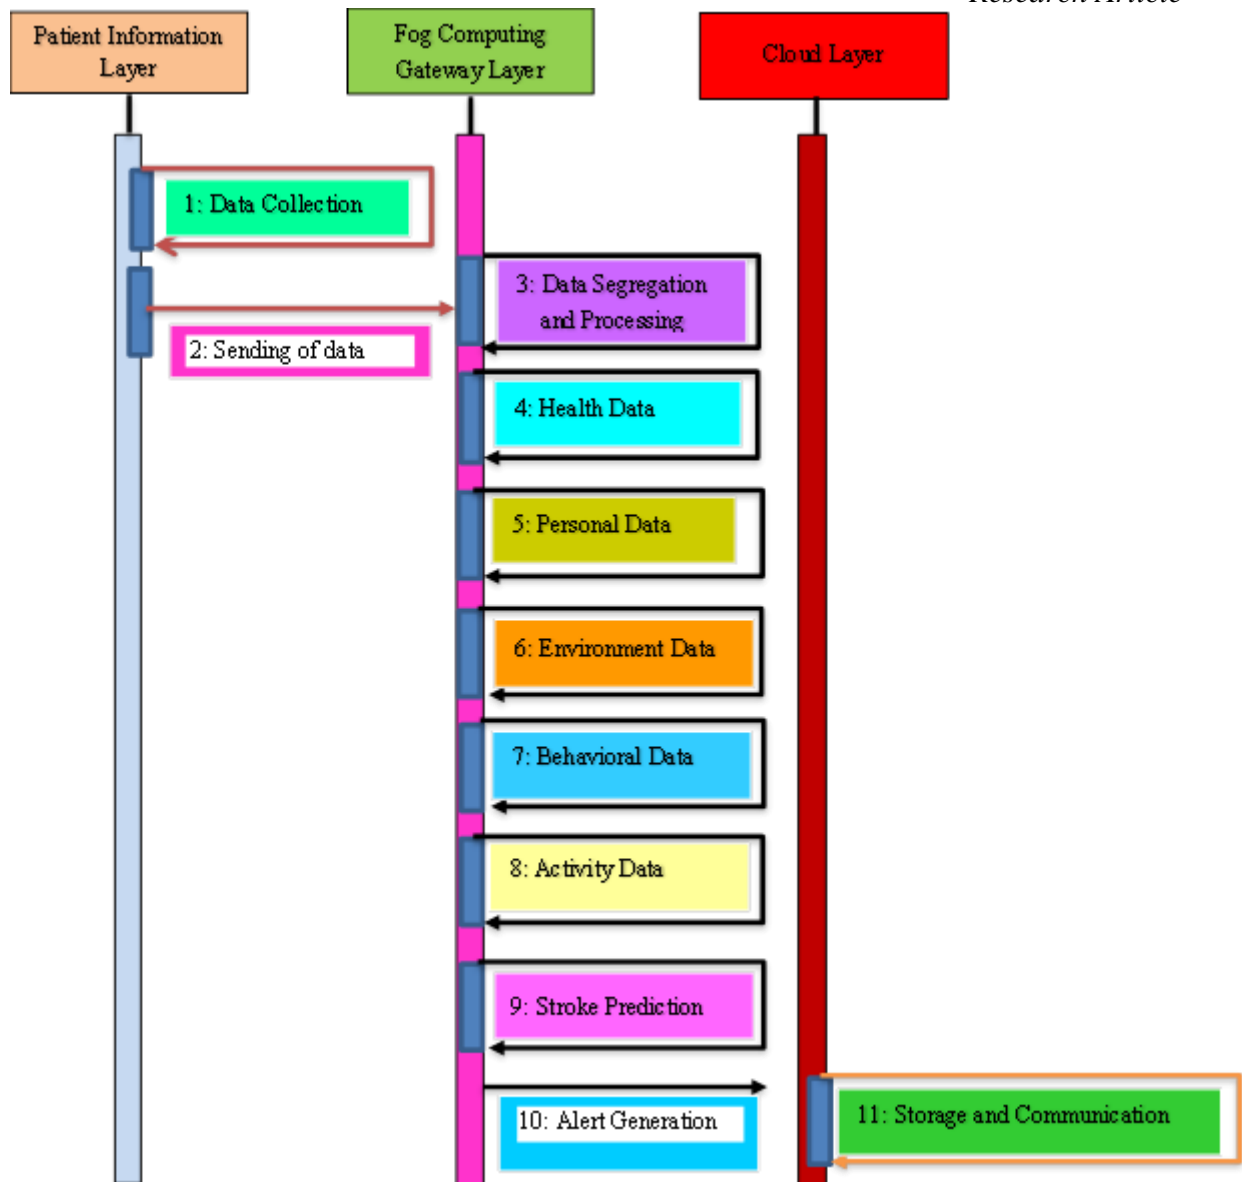 Research Article
Patient Information
Layer
Fog Computing
Gateway Layer
Cloud Layer
1: Data Collection
2: Sending of data
3: Data Segregation
and Processing
4: Health Data
5: Personal Data
6: Environment Data
7: Behavioral Data
8: Activity Data
9: Stroke Prediction
10: Alert Generation
11: Storage and Communication